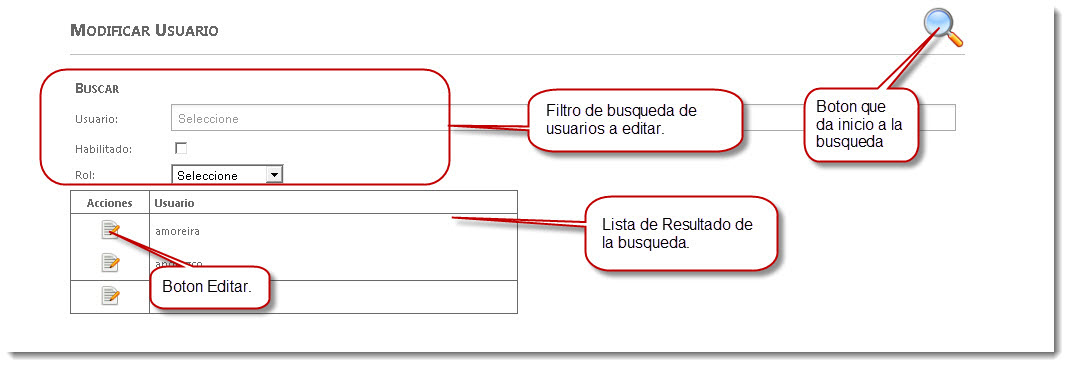 MODIFICAR USUARIO
BUSCAR
Usuario: Seleccione
Habilitado:
Rol: Seleccione
Filtro de busqueda de
usuarios a editar.
Boton que
da inicio a la
busqueda
Acciones Usuario
amoreira
Lista de Resultado de
la busqueda.
Boton Editar.